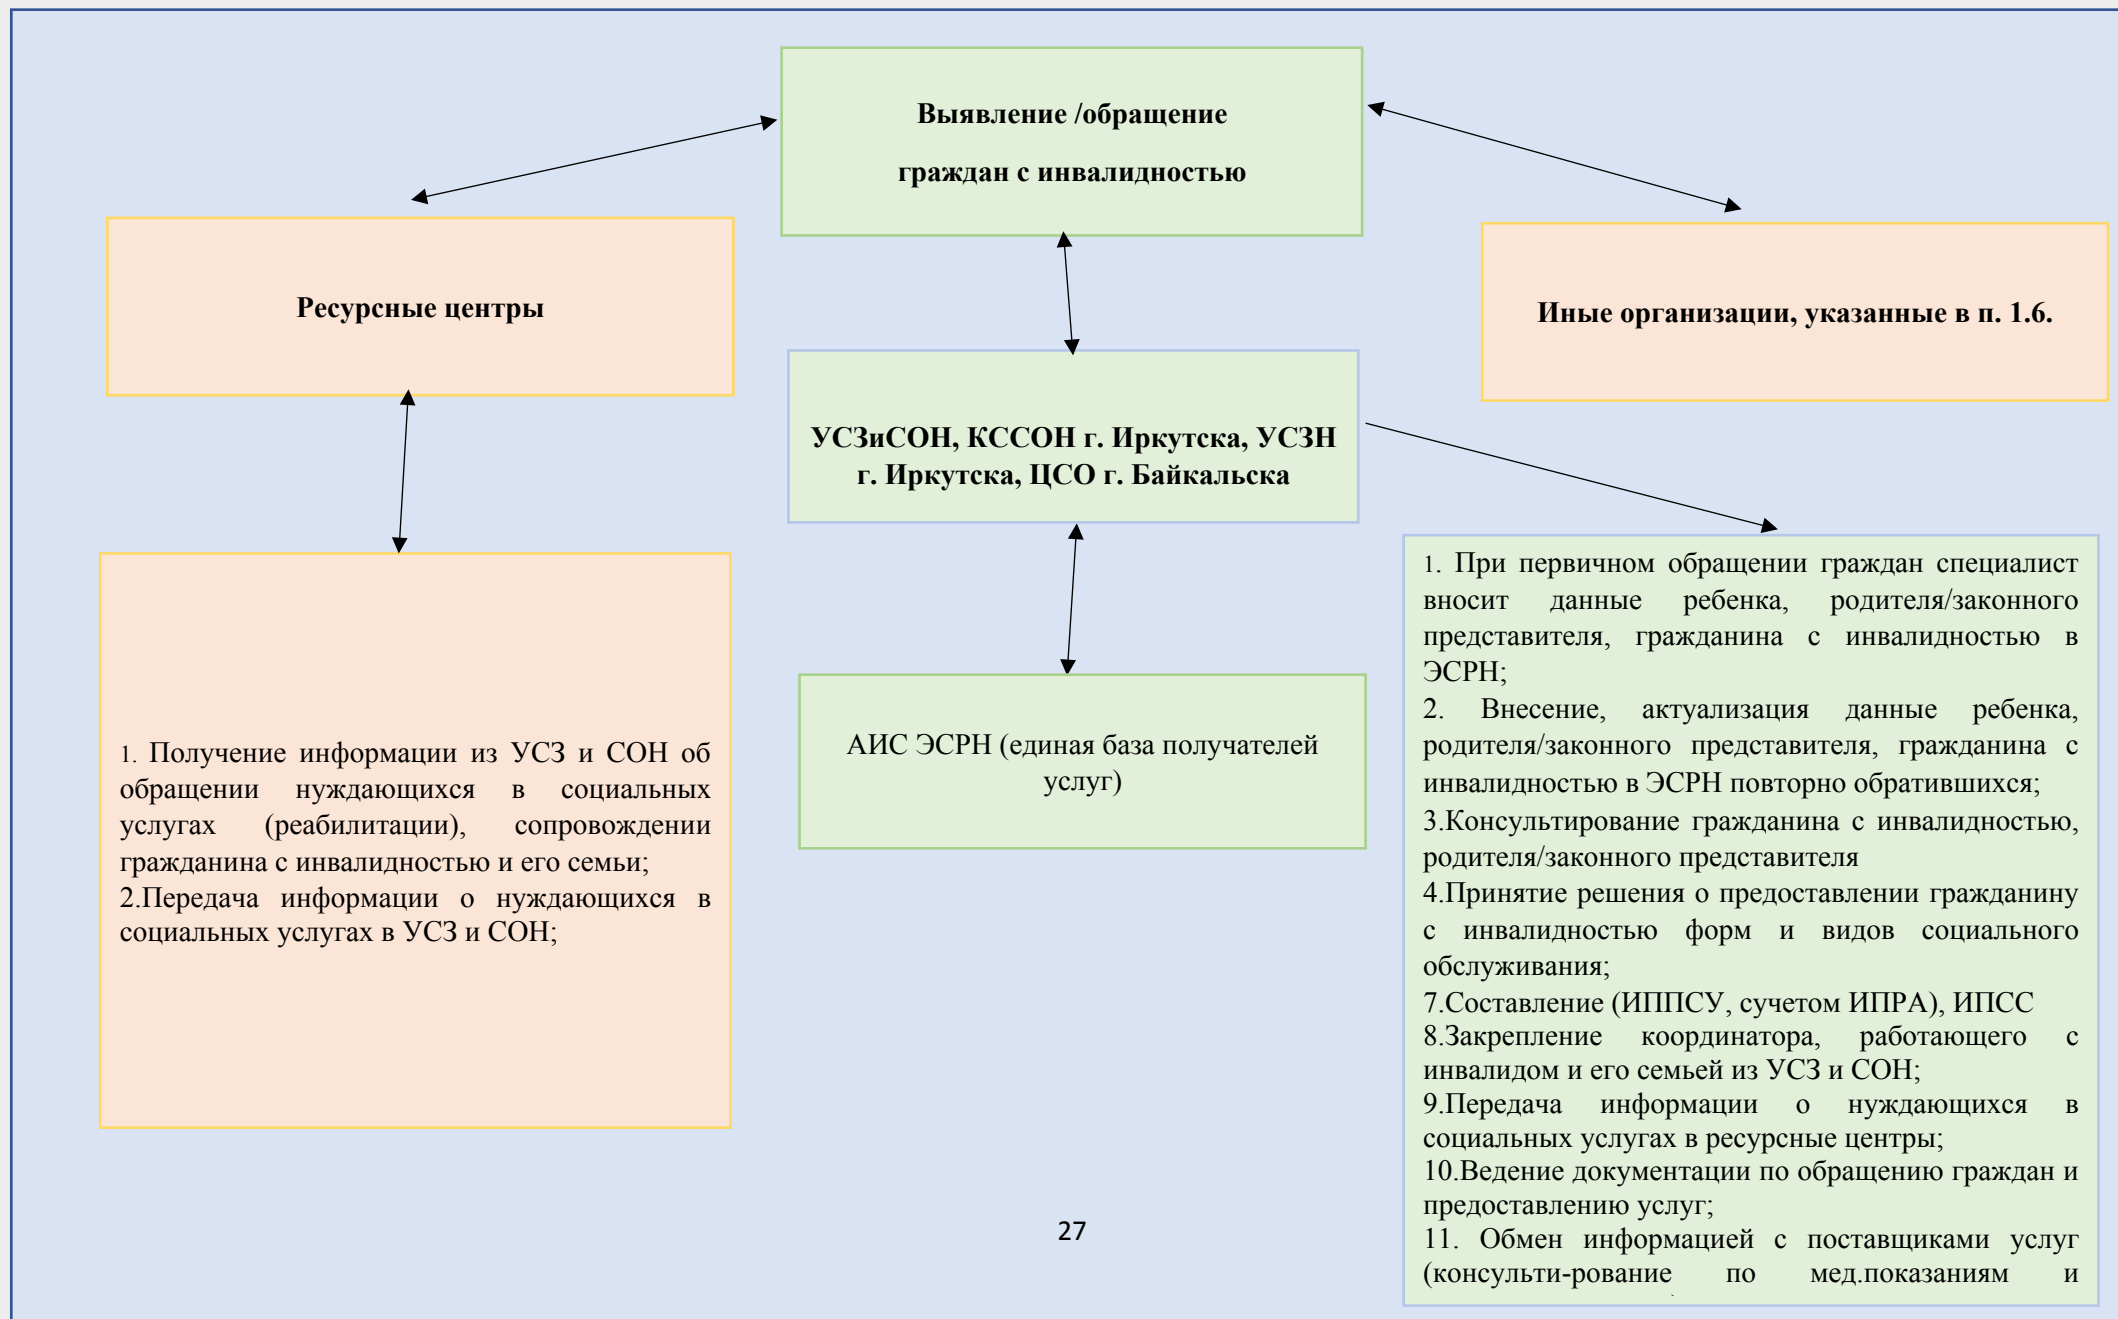 Выявление /обращение
граждан с инвалидностью
Ресурсные центры
Иные организации, указанные в п. 1.6.
УСЗиСОН, КССОН г. Иркутска, УСЗН
г. Иркутска, ЦСО г. Байкальска
1. Получение информации из УСЗ и СОН об
обращении нуждающихся в социальных
услугах (реабилитации), сопровождении
гражданина с инвалидностью и его семьи;
2.Передача информации о нуждающихся в
социальных услугах в УСЗ и СОН;
АИС ЭСРН (единая база получателей
услуг)
1. При первичном обращении граждан специалист
вносит данные ребенка, родителя/законного
представителя, гражданина с инвалидностью в
ЭСРН;
2. Внесение, актуализация данные ребенка,
родителя/законного представителя, гражданина с
инвалидностью в ЭСРН повторно обратившихся;
3.Консультирование гражданина с инвалидностью,
родителя/законного представителя
4.Принятие решения о предоставлении гражданину
с инвалидностью форм и видов социального
обслуживания;
7.Составление (ИППСУ, сучетом ИПРА), ИПСС
8.Закрепление координатора, работающего с
инвалидом и его семьей из УСЗ и СОН;
9.Передача информации о нуждающихся в
социальных услугах в ресурсные центры;
10.Ведение документации по обращению граждан и
предоставлению услуг;
11. Обмен информацией с поставщиками услуг
(консульти-рование по мед.показаниям и
27